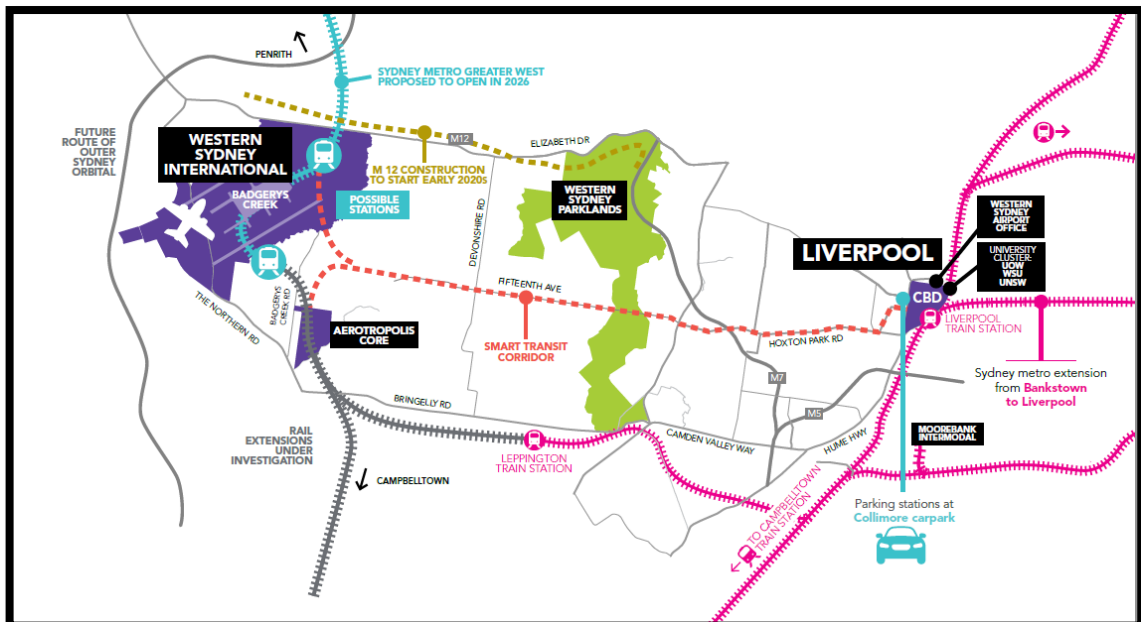 PENRITH
SYDNEY METRO GREATER WEST
PROPOSED TO OPEN IN 2026
FUTURE
ROUTE OF
OUTER
SYDNEY
ORBITAL
WESTERN
SYDNEY
INTERNATIONAL
BADGERYS
CREEK
M12
M 12 CONSTRUCTION
TO START EARLY 2020s
ELIZABETH DR
POSSIBLE
STATIONS
WESTERN
SYDNEY
PARKLANDS
DEVONSHIRE RD
WESTERN
SYDNEY
AIRPORT
OFFICE
LIVERPOOL
UNIVERSITY
CLUSTER:
UOW
WSU
UNSW
CBD
LIVERPOOL
TRAIN STATION
FIFTEENTH AVE
BADGERYS
CREEK RD
THE NORTHERN RD
AEROTROPOLIS
CORE
SMART TRANSIT
CORRIDOR
HOXTON PARK RD
Sydney metro extension
from Bankstown
to Liverpool
M7
M5
BRINGELLY RD
RAIL
EXTENSIONS
UNDER
INVESTIGATION
LEPPINGTON
TRAIN STATION
CAMDEN VALLEY WAY
HUME HWY
MOOREBANK
INTERMODAL
CAMPBELLTOWN
TO CAMPBELLTOWN
TRAIN STATION
Parking stations at
Collimore carpark